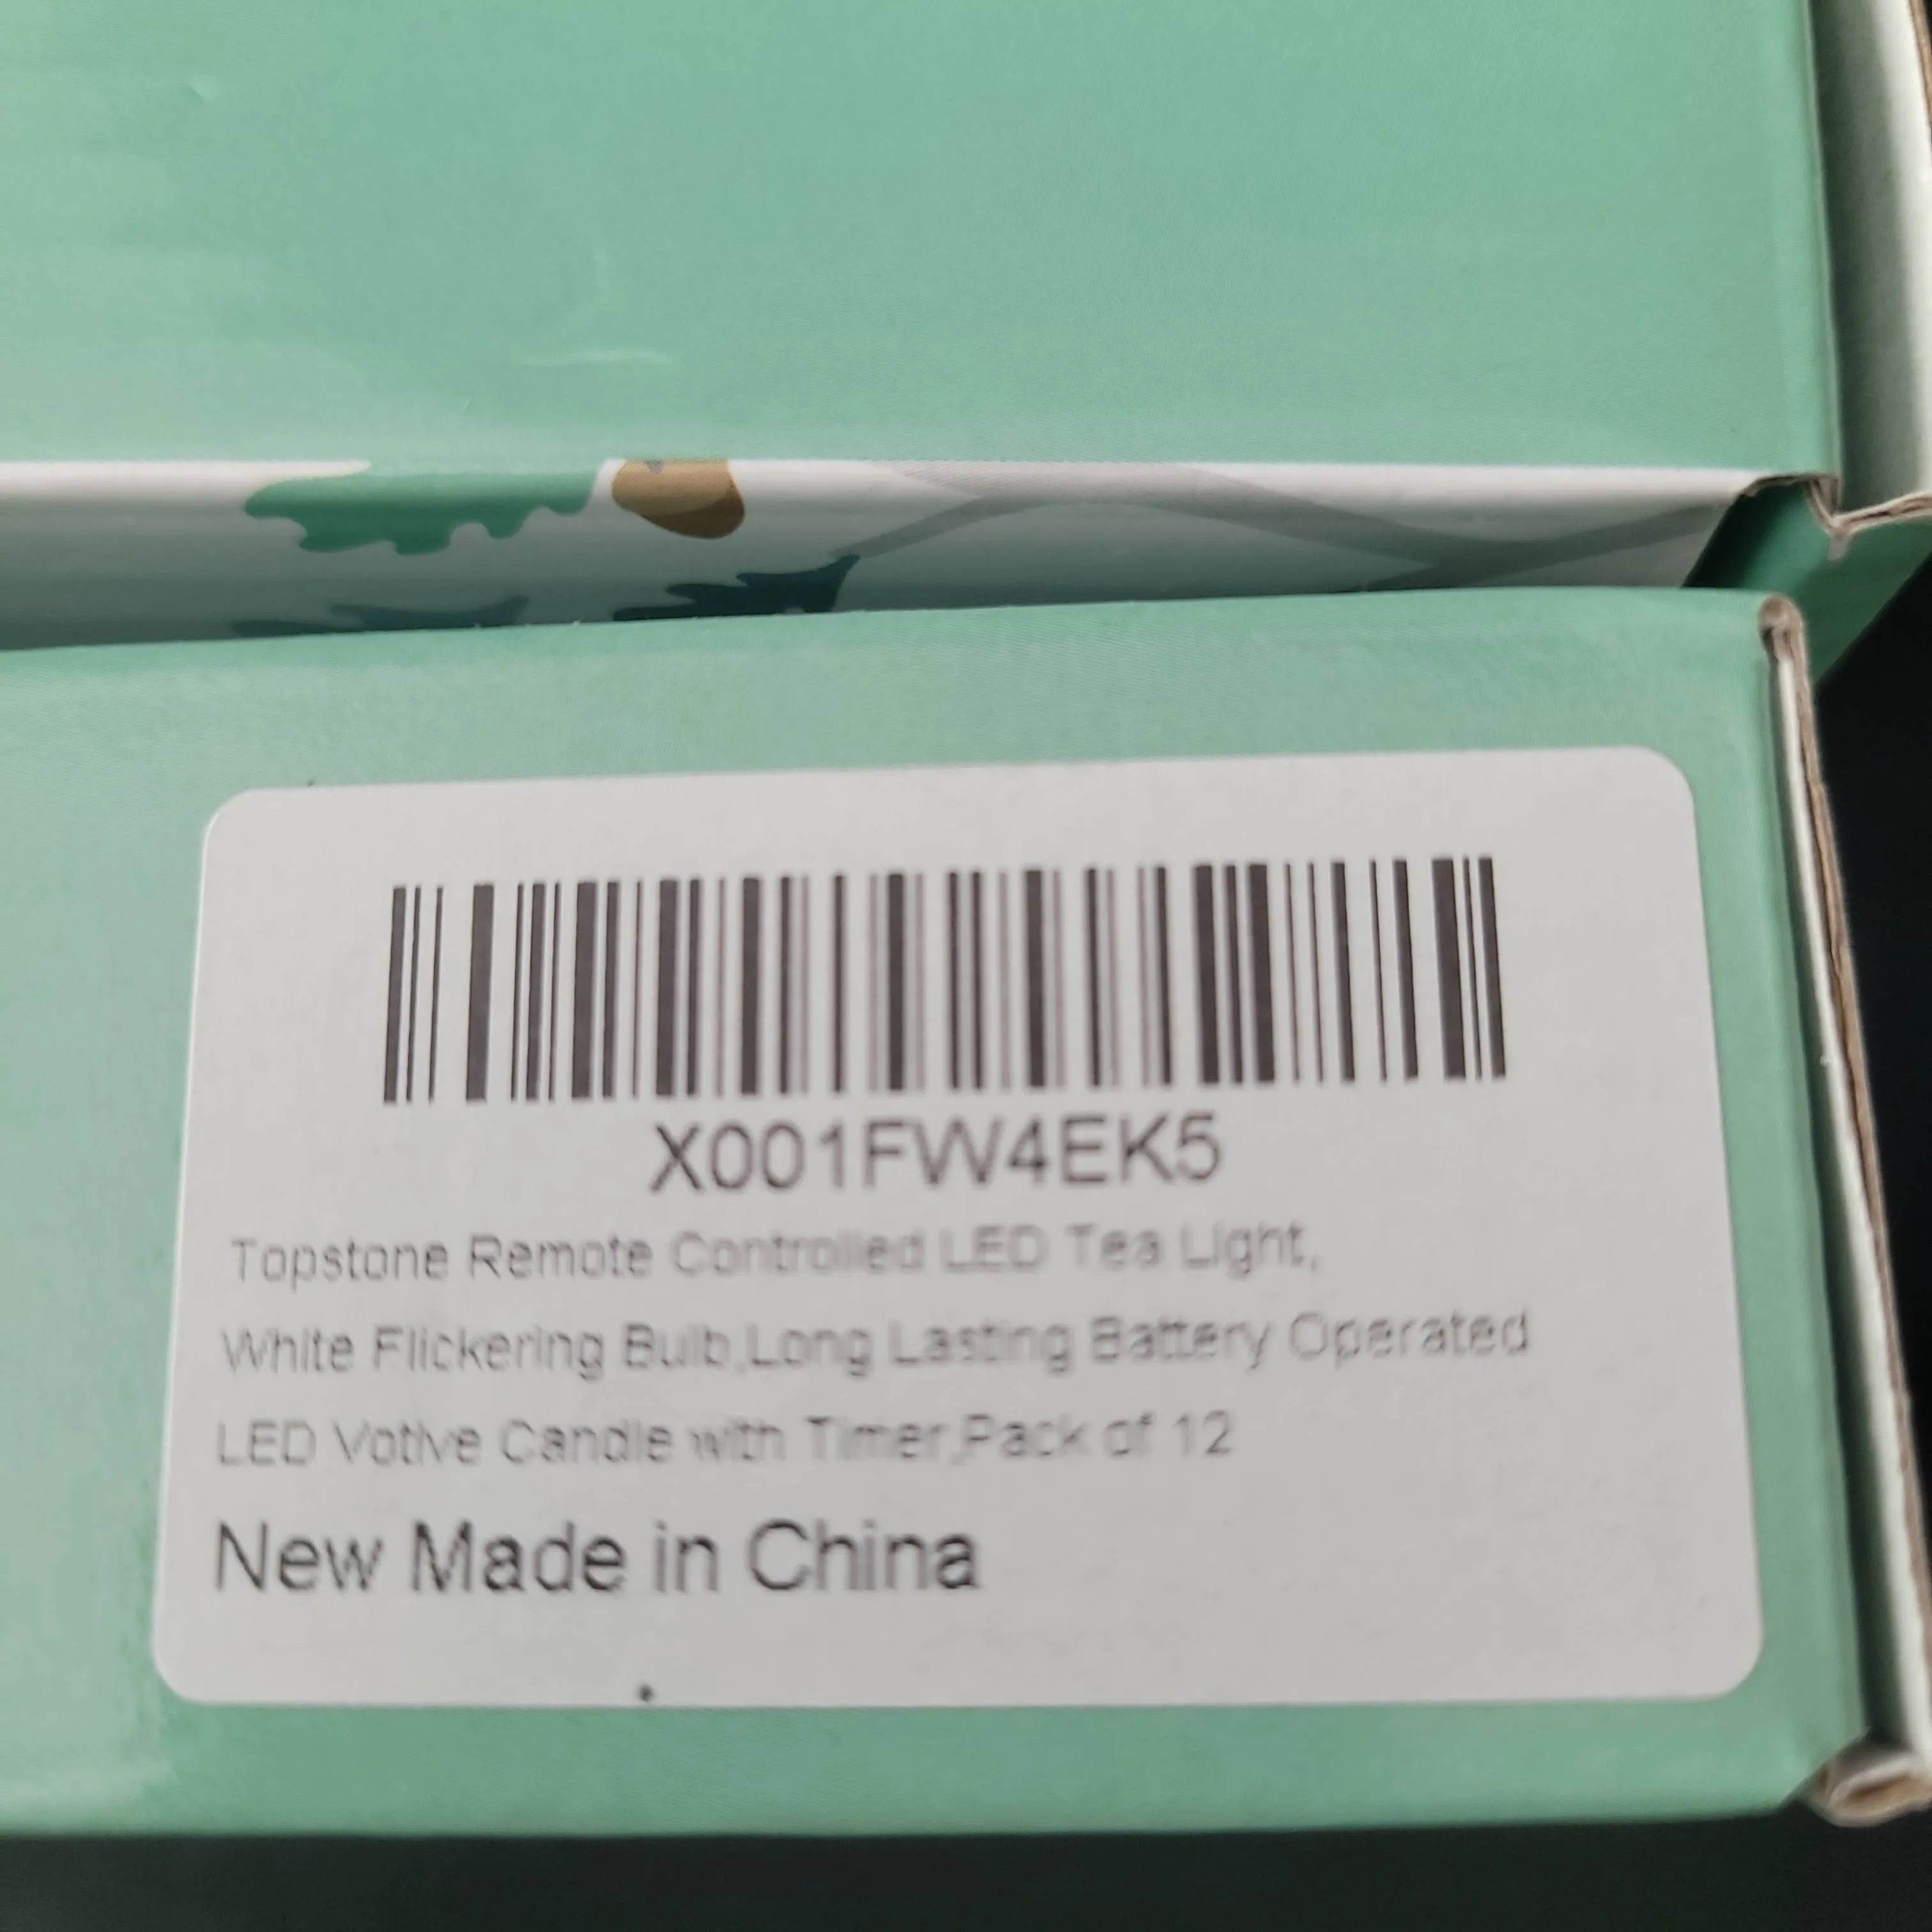 X001FW4EK5
Topstone Remote Controlled LED Tea Light,
White Flickering Bulb,Long Lasting Battery Operated
LED Votive Candle with Timer,Pack of 12
New Made in China